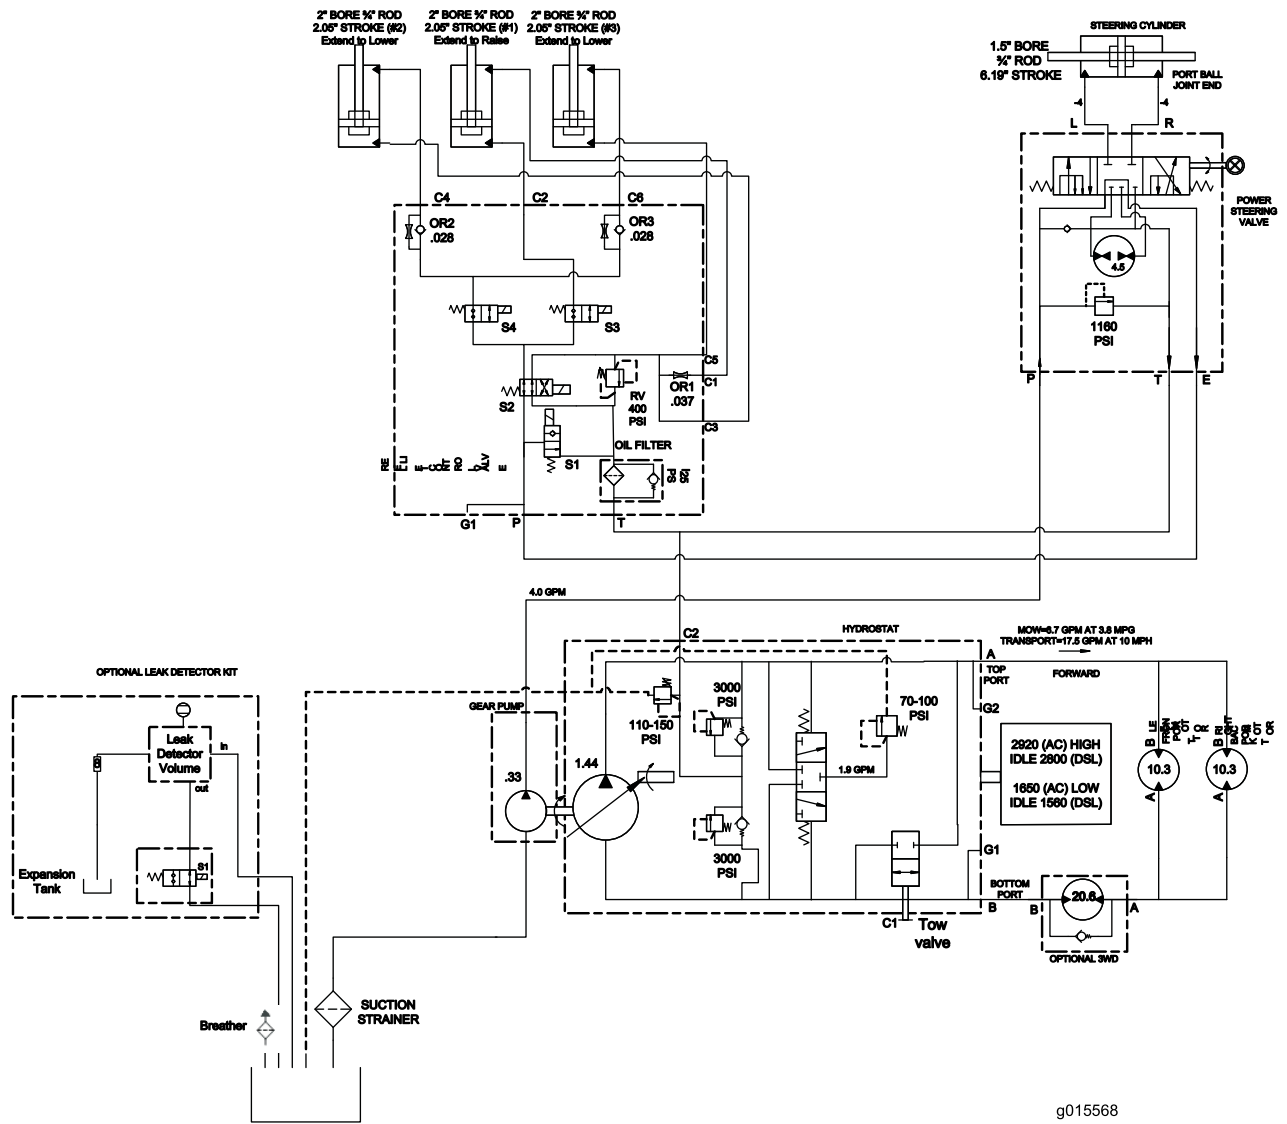 2" BORE ¾" ROD
2.05" STROKE (#2)
Extend to Lower
2" BORE ¾" ROD
2.05" STROKE (#1)
Extend to Raise
2" BORE ¾" ROD
2.05" STROKE (#3)
Extend to Lower
STEERING CYLINDER
1.5" BORE
¾" ROD
6.19" STROKE
PORT BALL
JOINT END
-4
-4
L
R
POWER
STEERING
VALVE
4.5
1160
PSI
P
T
E
C4
C2
C6
OR2
.028
OR3
.028
S4
S3
S2
RV
400
PSI
OR1
.037
C5
C1
C3
S1
OIL FILTER
G1
P
T
4.0 GPM
C2
HYDROSTAT
MOW=6.7 GPM AT 3.8 MPG
TRANSPORT=17.5 GPM AT 10 MPH
A
TOP
PORT
FORWARD
G2
OPTIONAL LEAK DETECTOR KIT
Leak
Detector
Volume
in
out
S1
Expansion
Tank
GEAR PUMP
.33
1.44
110-150
PSI
3000
PSI
3000
PSI
1.9 GPM
70-100
PSI
2920 (AC) HIGH
IDLE 2800 (DSL)
1650 (AC) LOW
IDLE 1560 (DSL)
B
10.3
A
B
10.3
A
G1
BOTTOM
PORT
B
B
20.6
A
OPTIONAL 3WD
C1
Tow
valve
Breather
SUCTION
STRAINER
g015568